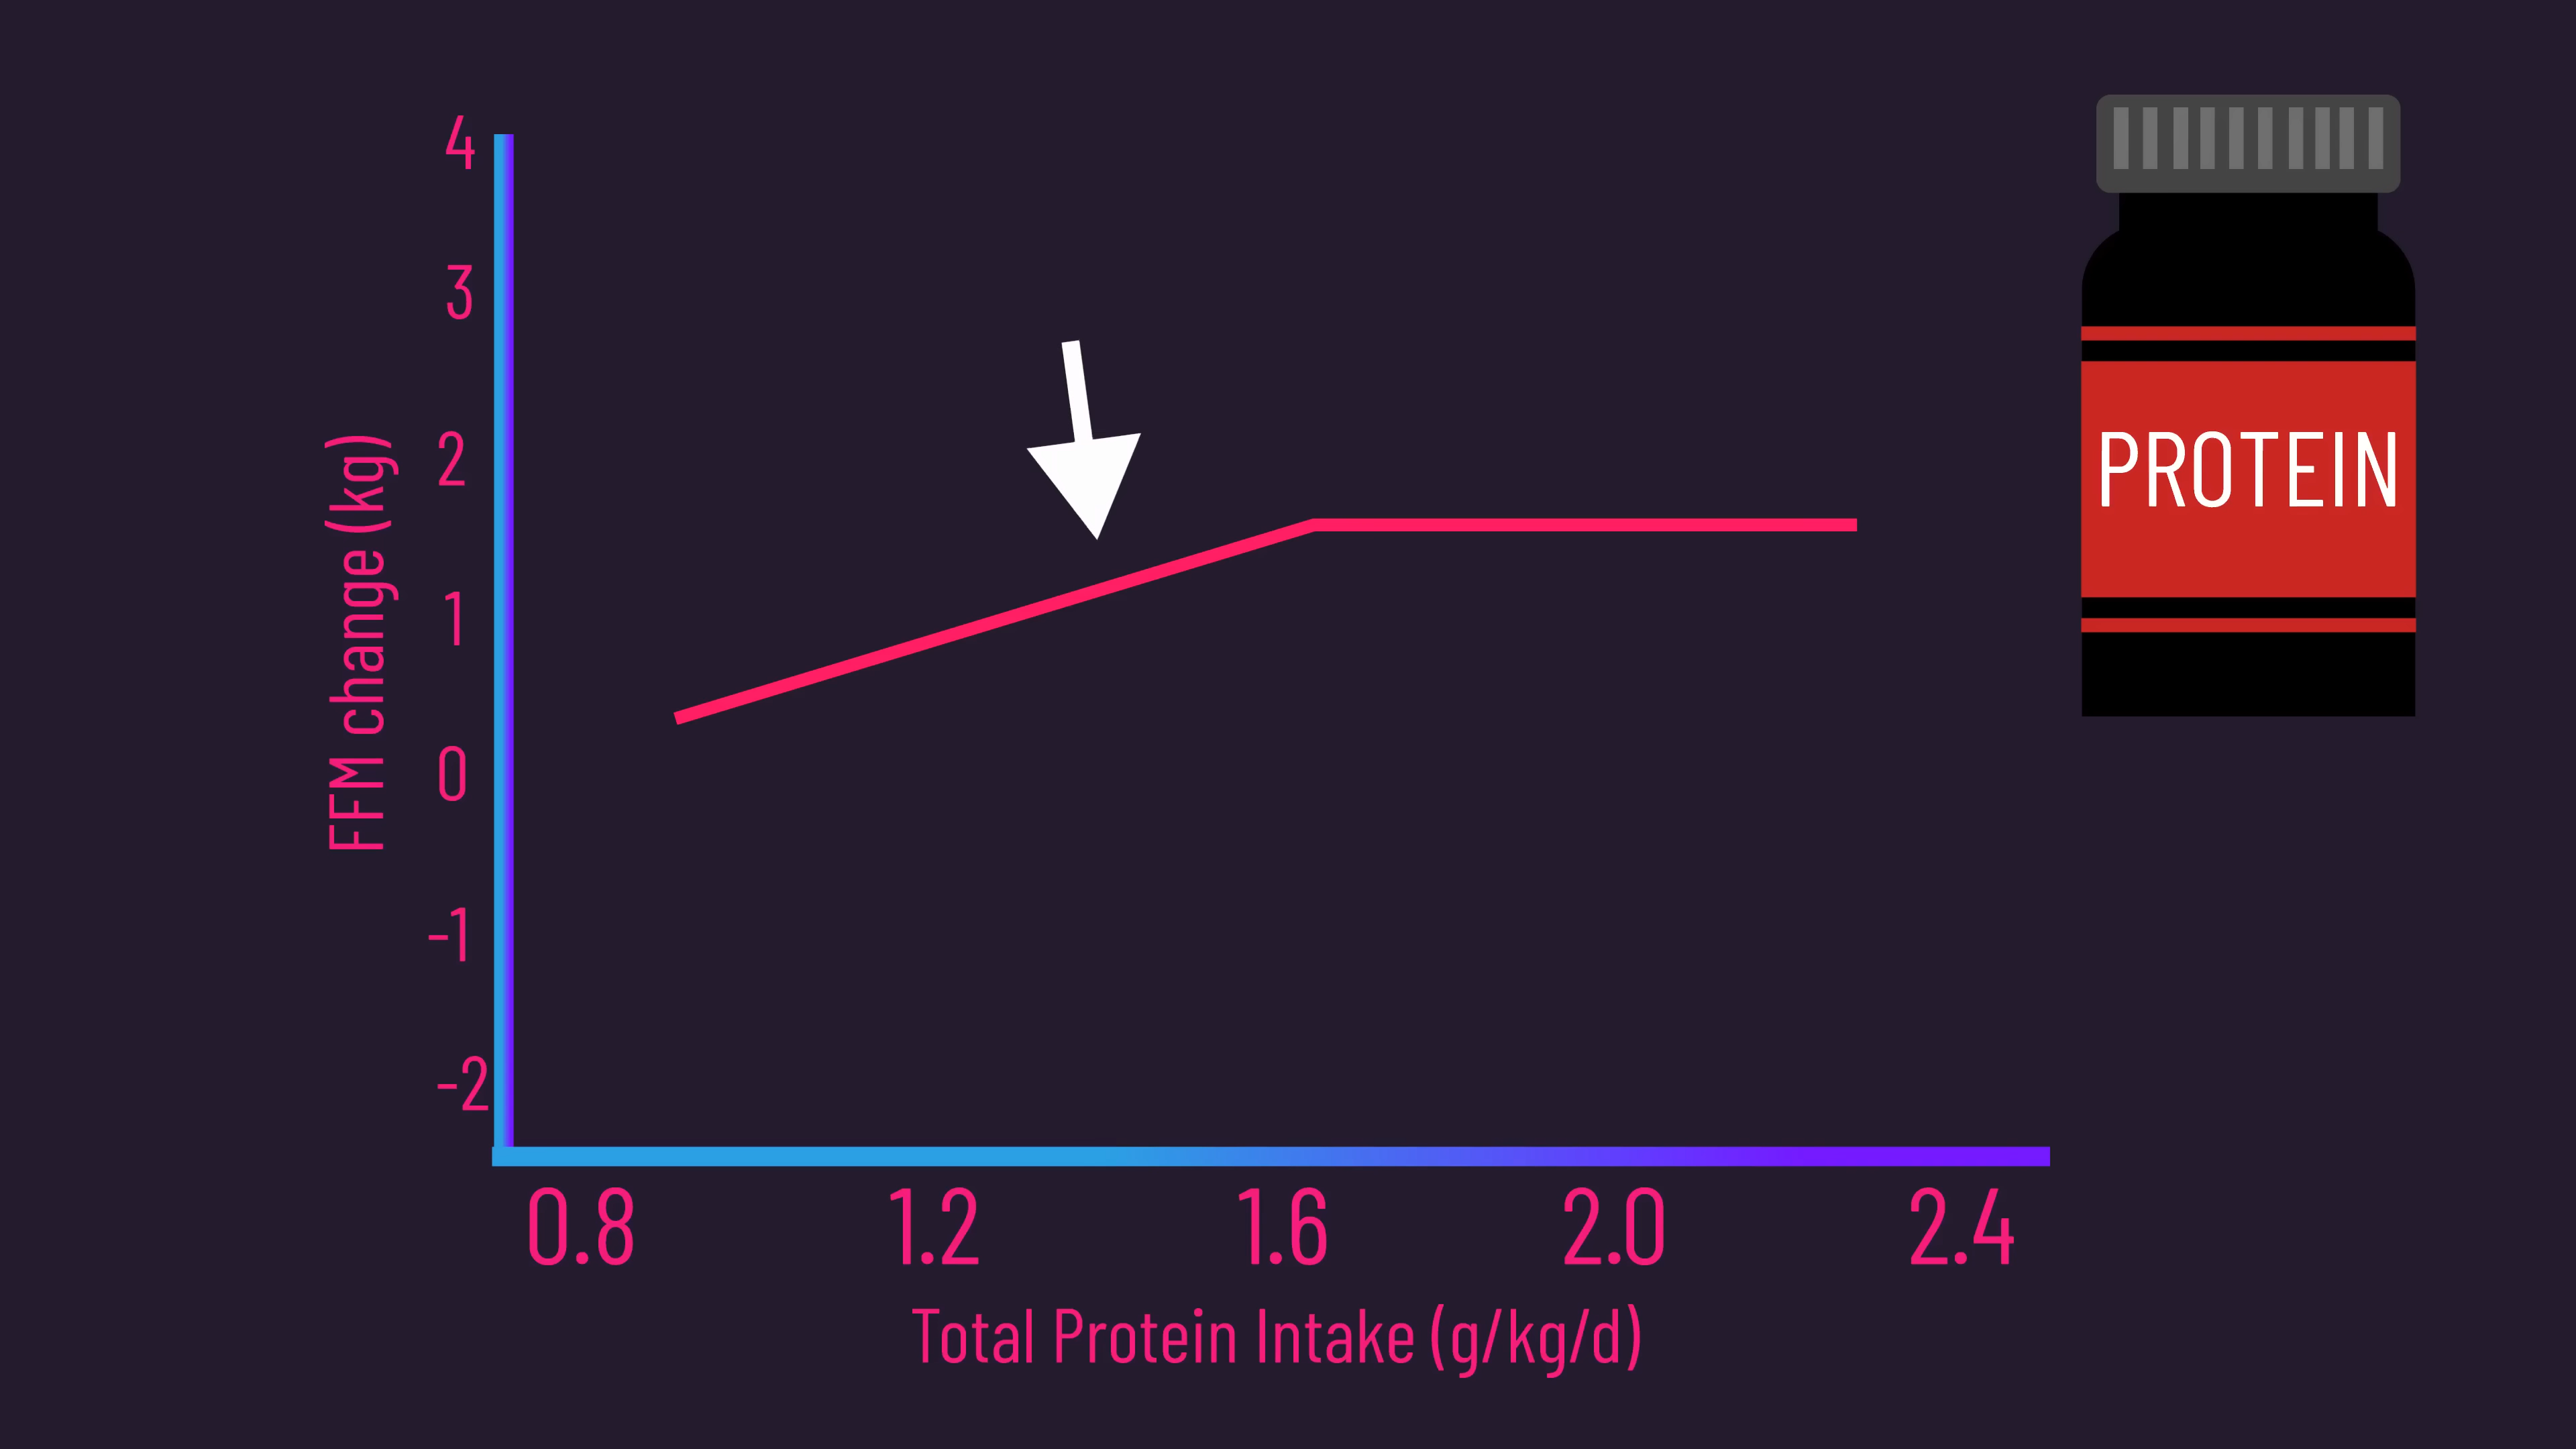 4
3
2
1
0
-1
-2
FFM change (kg)
0.8 1.2 1.6 2.0 2.4
Total Protein Intake (g/kg/d)
PROTEIN